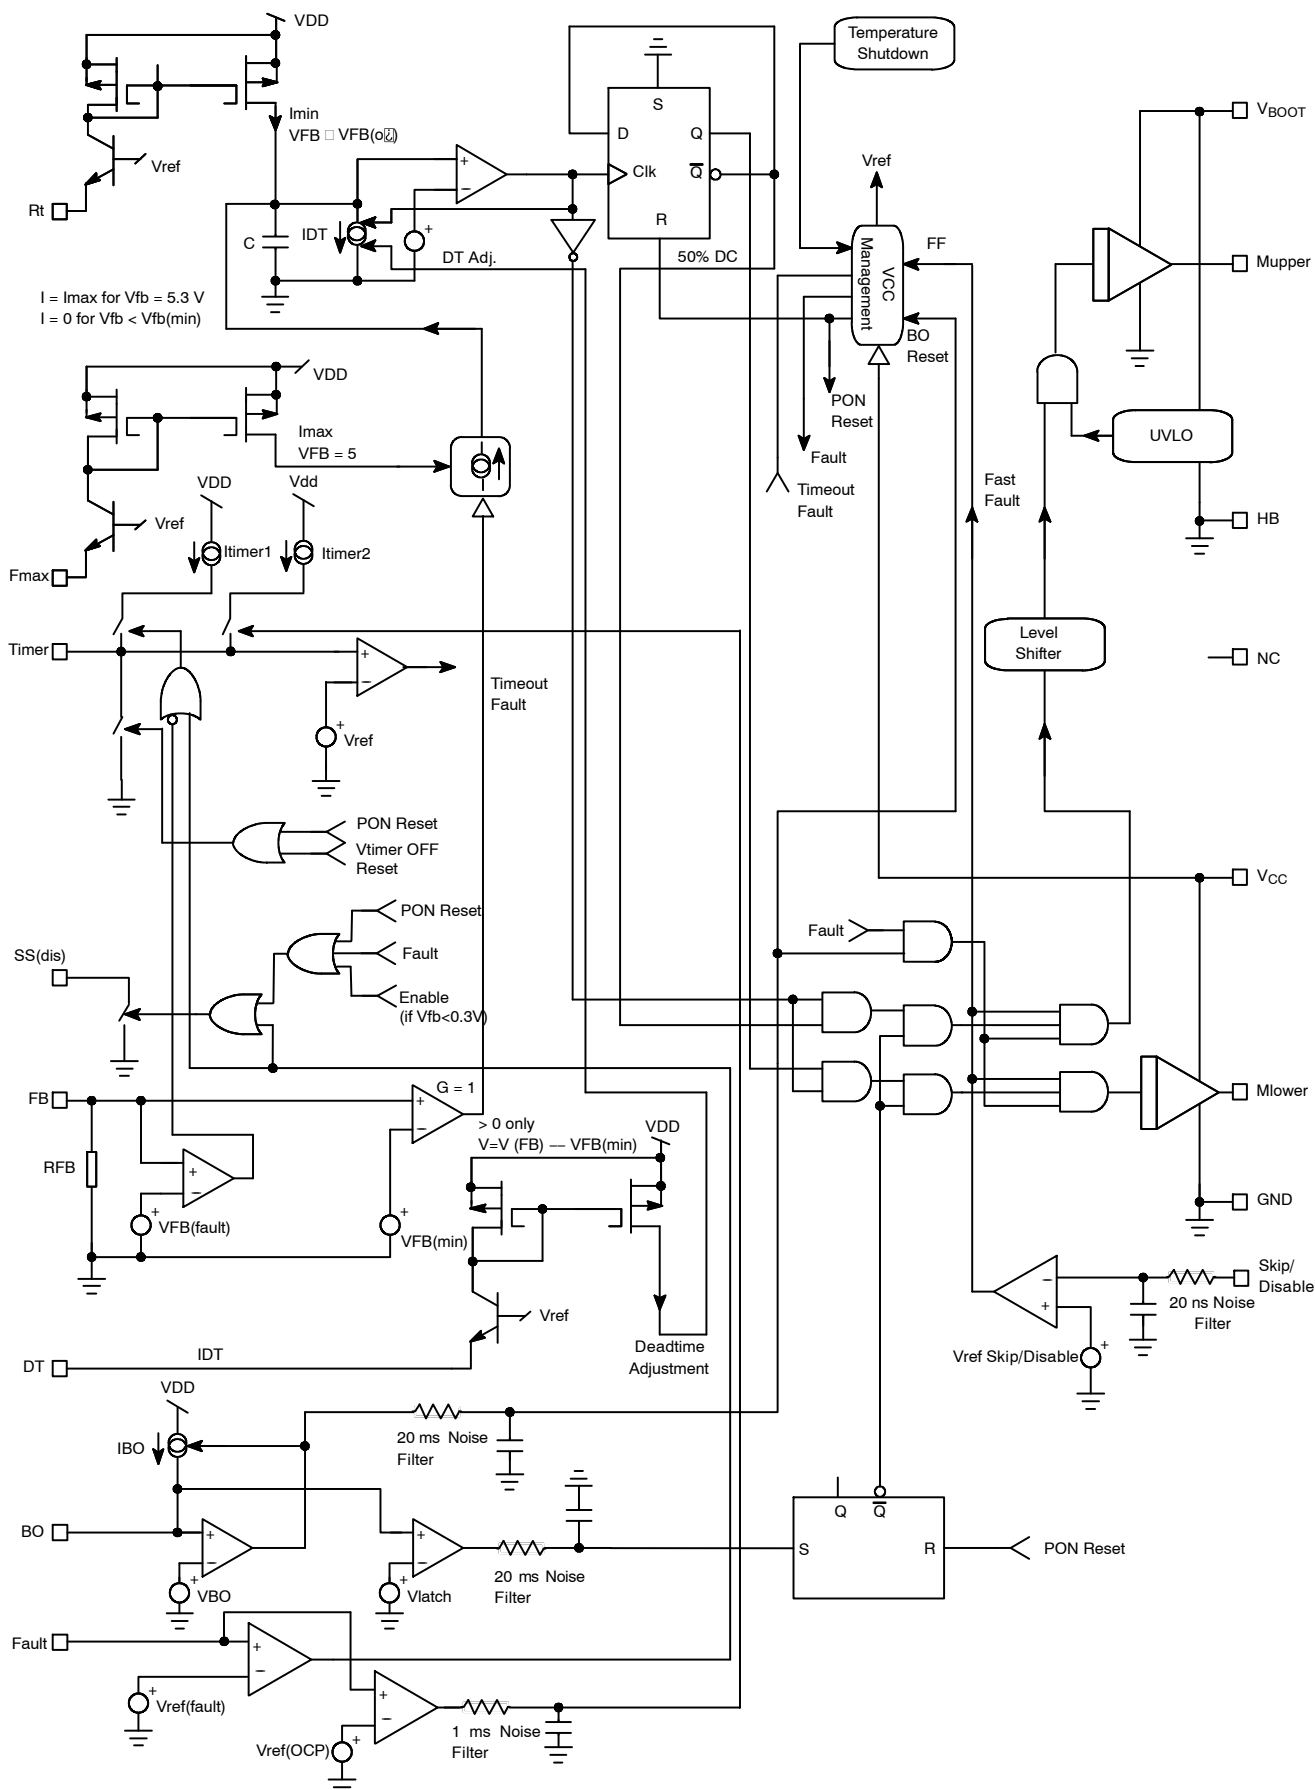 VDD
Temperature
Shutdown
Imin
VFB VFB(o
Vref
Rt
S
D
Q
Clk
Q
R
+
−
IDT
C
+
DT Adj.
50% DC
Vref
VCC
Management
FF
BO
Reset
VBOOT
Mupper
I = Imax for Vfb = 5.3 V
I = 0 for Vfb < Vfb(min)
VDD
Imax
VFB = 5
Vref
Fmax
VDD
Vdd
Itimer1
Itimer2
PON
Reset
Fault
Timeout
Fault
Fast
Fault
UVLO
HB
Timer
+
−
Timeout
Fault
+
Vref
Level
Shifter
NC
PON Reset
Vtimer OFF
Reset
VCC
PON Reset
Fault
Enable
(if Vfb<0.3V)
SS(dis)
Fault
FB
G = 1
+
−
> 0 only
V=V (FB) −− VFB(min)
RFB
+
−
+
VFB(fault)
+
VFB(min)
VDD
Vref
Deadtime
Adjustment
DT
IDT
Mlower
GND
Skip/
Disable
−
+
20 ns Noise
Filter
Vref Skip/Disable
+
VDD
IBO
20 ms Noise
Filter
BO
+
−
+
VBO
+
−
+
Vlatch
20 ms Noise
Filter
Q
Q
S
R
PON Reset
Fault
+
−
+
Vref(fault)
+
−
+
Vref(OCP)
1 ms Noise
Filter